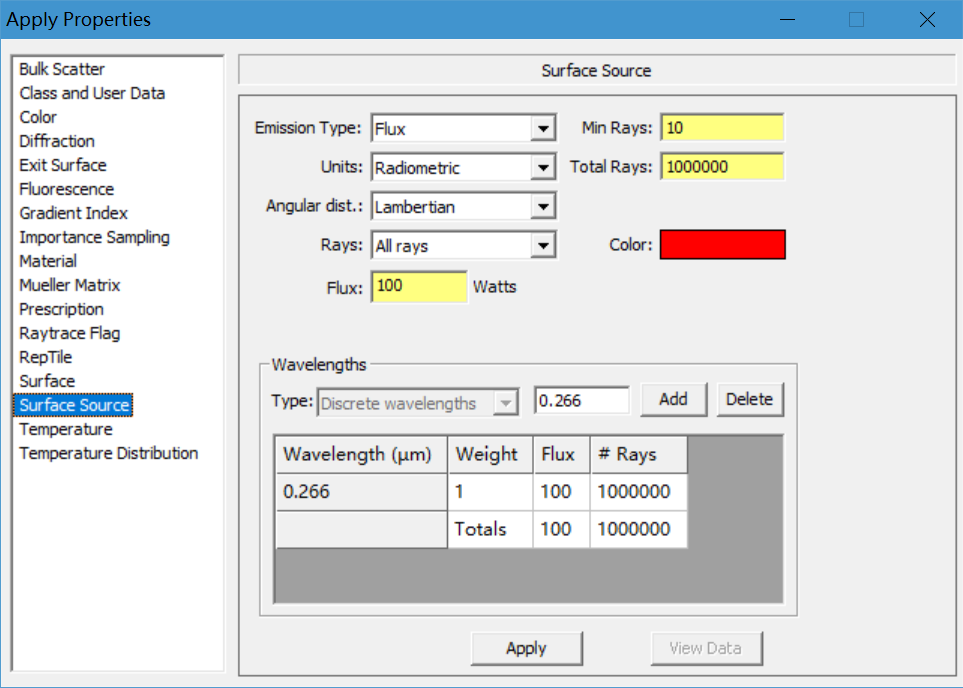 Apply Properties
Bulk Scatter
Class and User Data
Color
Diffraction
Exit Surface
Fluorescence
Gradient Index
Importance Sampling
Material
Mueller Matrix
Prescription
Raytrace Flag
RepTile
Surface
Surface Source
Temperature
Temperature Distribution
Surface Source
Emission Type: Flux Min Rays: 10
Units: Radiometric Total Rays: 1000000
Angular dist.: Lambertian
Rays: All rays Color:
Flux: 100 Watts
Wavelengths
Type: Discrete wavelengths 0.266 Add Delete
Wavelength (μm) Weight Flux # Rays
0.266 1 100 1000000
Totals 100 1000000
Apply View Data